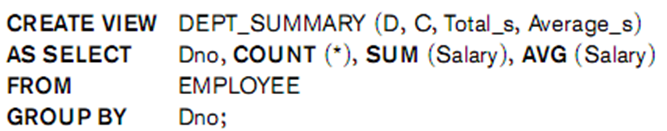 CREATE VIEW DEPT_SUMMARY (D, C, Total_s, Average_s)
AS SELECT Dno, COUNT (*), SUM (Salary), AVG (Salary)
FROM EMPLOYEE
GROUP BY Dno;